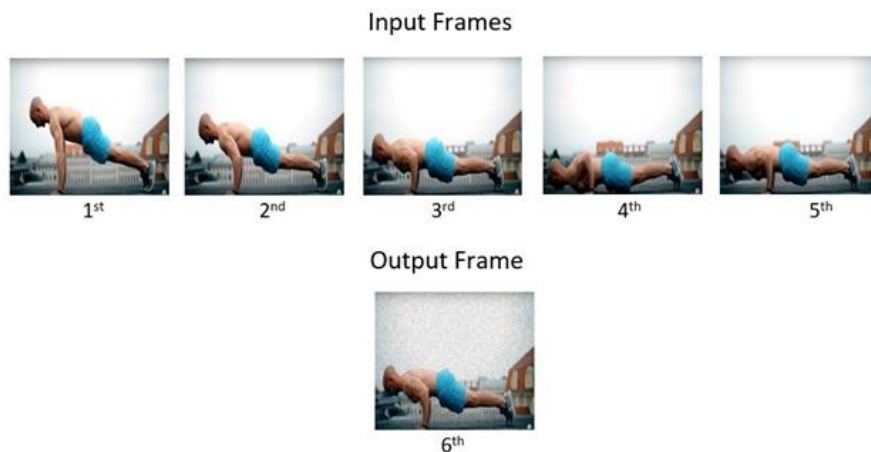 Input Frames
1st
2nd
3rd
4th
5th
Output Frame
6th